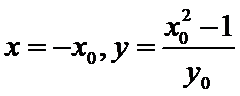 x = −x₀, y = (x₀² − 1) / y₀